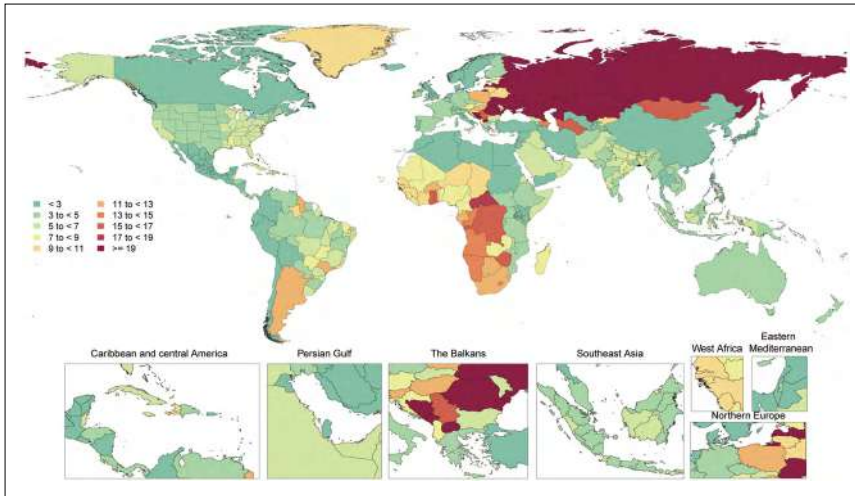 < 3
3 to < 5
5 to < 7
7 to < 9
9 to < 11
11 to < 13
13 to < 15
15 to < 17
17 to < 19
>= 19
Caribbean and central America
Persian Gulf
The Balkans
Southeast Asia
West Africa
Eastern
Mediterranean
Northern Europe